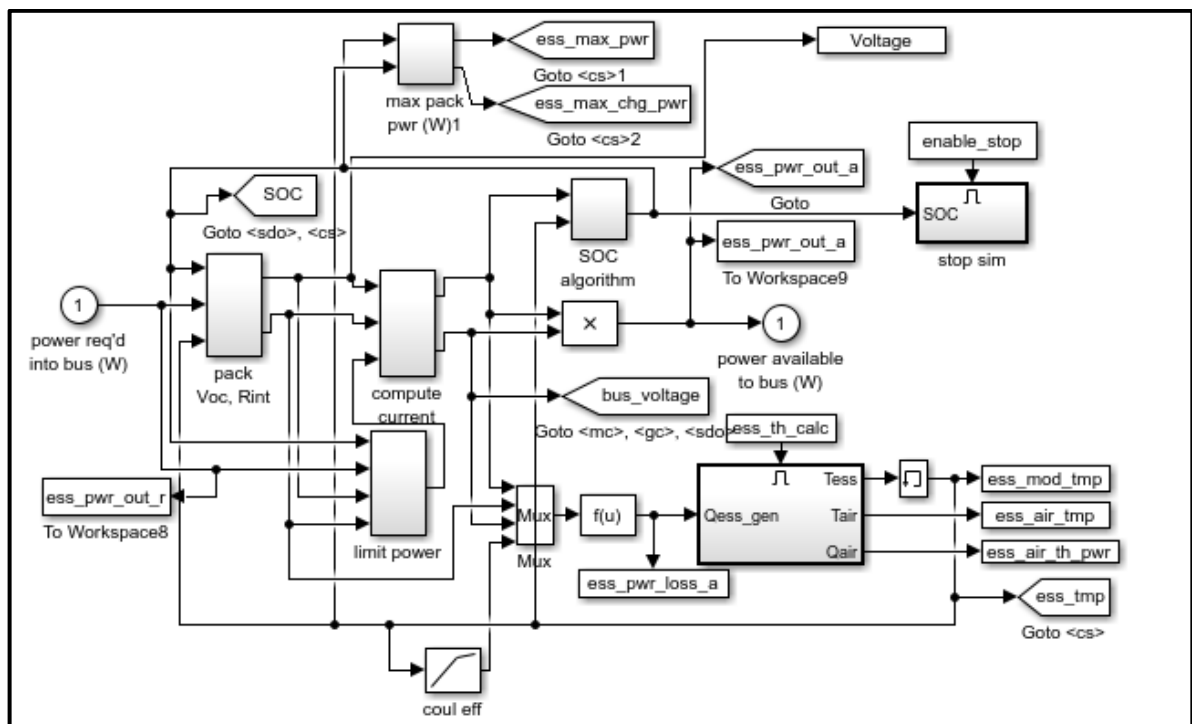 ess_max_pwr
Goto <cs>1
Voltage
max pack
pwr (W)1
ess_max_chg_pwr
Goto <cs>2
enable_stop
ess_pwr_out_a
Goto
SOC
Goto <sdo>, <cs>
SOC
stop sim
SOC
algorithm
ess_pwr_out_a
To Workspace9
1
power req'd
into bus (W)
pack
Voc, Rint
compute
current
×
1
power available
to bus (W)
bus_voltage
Goto <mc>, <gc>, <sdo>
ess_th_calc
ess_pwr_out_r
To Workspace8
limit power
Mux
Mux
f(u)
ess_pwr_loss_a
Qess_gen
Tess
Tair
Qair
ess_mod_tmp
ess_air_tmp
ess_air_th_pwr
ess_tmp
Goto <cs>
coul eff